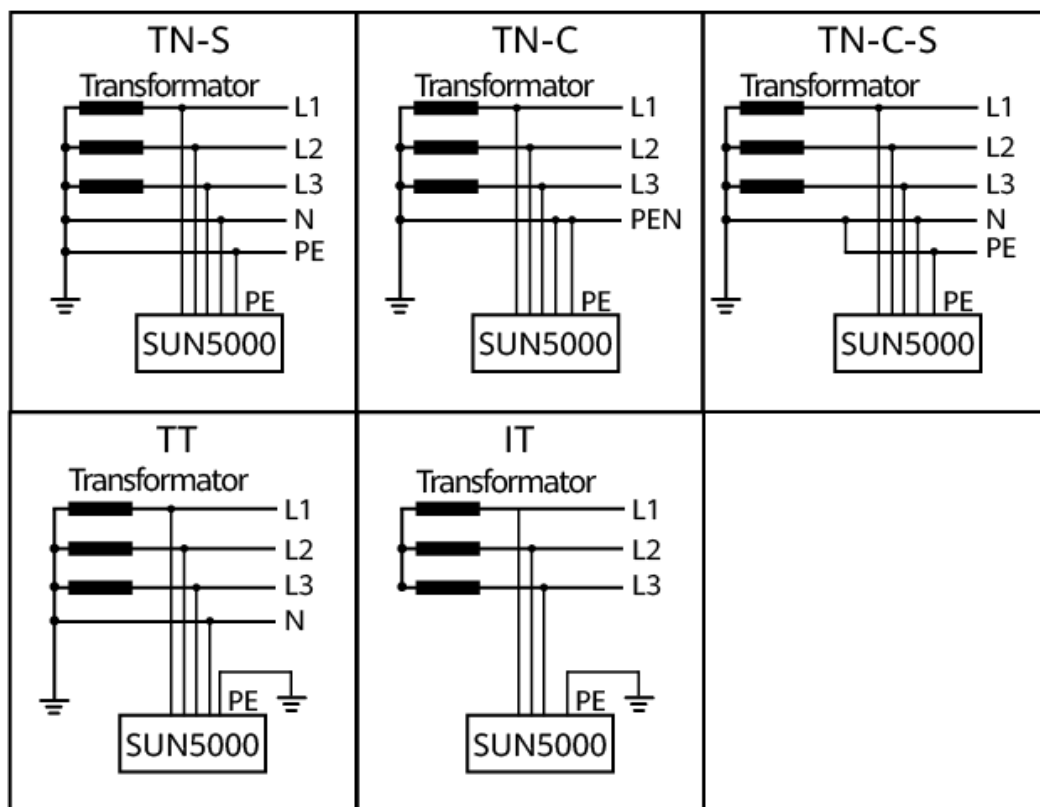 TN-S
Transformator
L1
L2
L3
N
PE
PE
SUN5000
TN-C
Transformator
L1
L2
L3
PEN
PE
SUN5000
TN-C-S
Transformator
L1
L2
L3
N
PE
PE
SUN5000
TT
Transformator
L1
L2
L3
N
PE
SUN5000
IT
Transformator
L1
L2
L3
PE
SUN5000